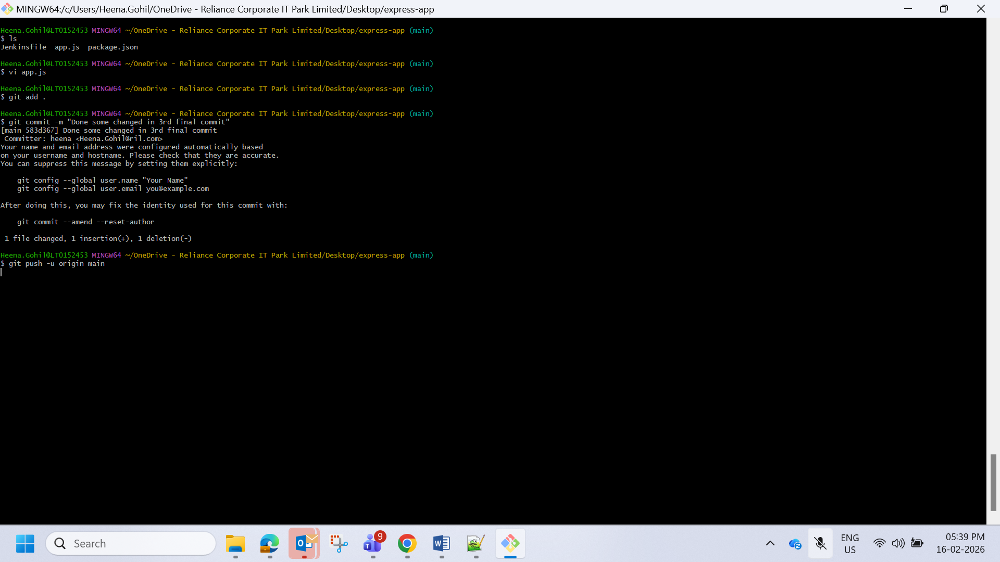 MINGW64:/c/Users/Heena.Gohil/OneDrive - Reliance Corporate IT Park Limited/Desktop/express-app
Heena.Gohil@LT0152453 MINGW64 ~/OneDrive - Reliance Corporate IT Park Limited/Desktop/express-app (main)
$ ls
Jenkinsfile  app.js  package.json
Heena.Gohil@LT0152453 MINGW64 ~/OneDrive - Reliance Corporate IT Park Limited/Desktop/express-app (main)
$ vi app.js
Heena.Gohil@LT0152453 MINGW64 ~/OneDrive - Reliance Corporate IT Park Limited/Desktop/express-app (main)
$ git add .
Heena.Gohil@LT0152453 MINGW64 ~/OneDrive - Reliance Corporate IT Park Limited/Desktop/express-app (main)
$ git commit -m "Done some changed in 3rd final commit"
[main 583d367] Done some changed in 3rd final commit
Committer: heena <Heena.Gohil@ril.com>
Your name and email address were configured automatically based
on your username and hostname. Please check that they are accurate.
You can suppress this message by setting them explicitly:
git config --global user.name "Your Name"
git config --global user.email you@example.com
After doing this, you may fix the identity used for this commit with:
git commit --amend --reset-author
1 file changed, 1 insertion(+), 1 deletion(-)
Heena.Gohil@LT0152453 MINGW64 ~/OneDrive - Reliance Corporate IT Park Limited/Desktop/express-app (main)
$ git push -u origin main
Search
9
ENG
US
05:39 PM
16-02-2026